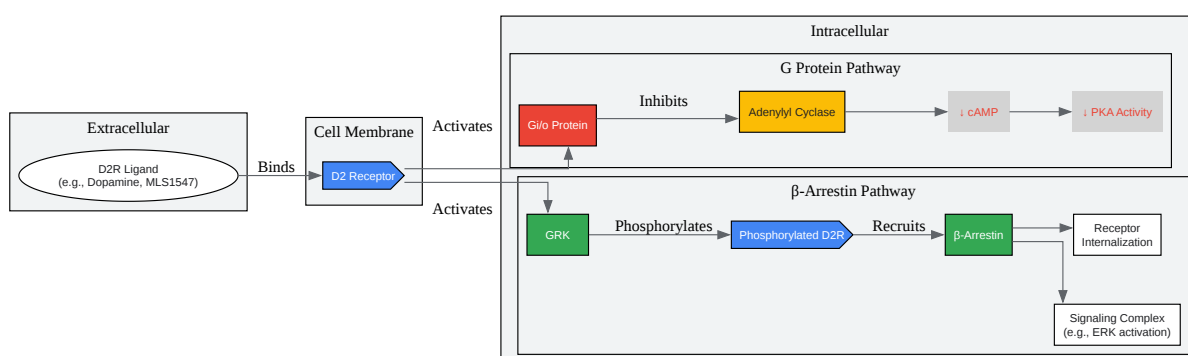 Intracellular
G Protein Pathway
Inhibits
Gi/o Protein
Adenylyl Cyclase
↓ cAMP
↓ PKA Activity
Extracellular
D2R Ligand
(e.g., Dopamine, MLS1547)
Binds
Cell Membrane
D2 Receptor
Activates
Activates
β-Arrestin Pathway
GRK
Phosphorylates
Phosphorylated D2R
Recruits
β-Arrestin
Receptor
Internalization
Signaling Complex
(e.g., ERK activation)